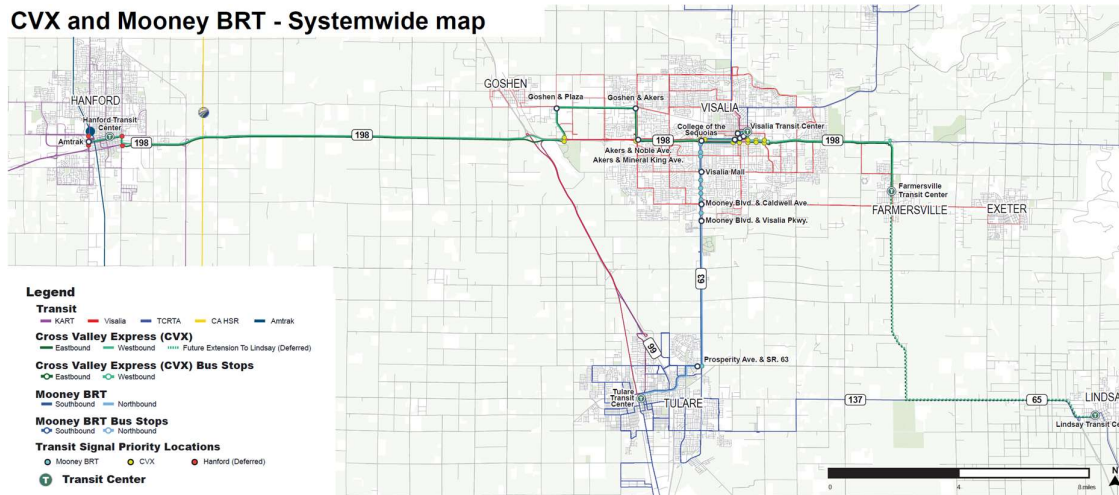 CVX and Mooney BRT - Systemwide map
HANFORD
Hanford Transit
Center
Amtrak
198
198
GOSHEN
Goshen & Plaza
Goshen & Akers
VISALIA
College of the
Sequoias
Visalia Transit Center
198
198
Akers & Noble Ave.
Akers & Mineral King Ave.
Visalia Mall
Mooney Blvd. & Caldwell Ave
Mooney Blvd. & Visalia Pkwy.
Farmersville
Transit Center
FARMERSVILLE
EXETER
63
99
Prosperity Ave. & SR. 63
Tulare
Transit
Center
TULARE
137
65
LINDSA
Lindsay Transit Ce
Legend
Transit
KART
Visalia
TCRTA
CA HSR
Amtrak
Cross Valley Express (CVX)
Eastbound
Westbound
Future Extension To Lindsay (Deferred)
Cross Valley Express (CVX) Bus Stops
Eastbound
Westbound
Mooney BRT
Southbound
Northbound
Mooney BRT Bus Stops
Southbound
Northbound
Transit Signal Priority Locations
Mooney BRT
CVX
Hanford (Deferred)
T Transit Center
0
4
8 miles
N